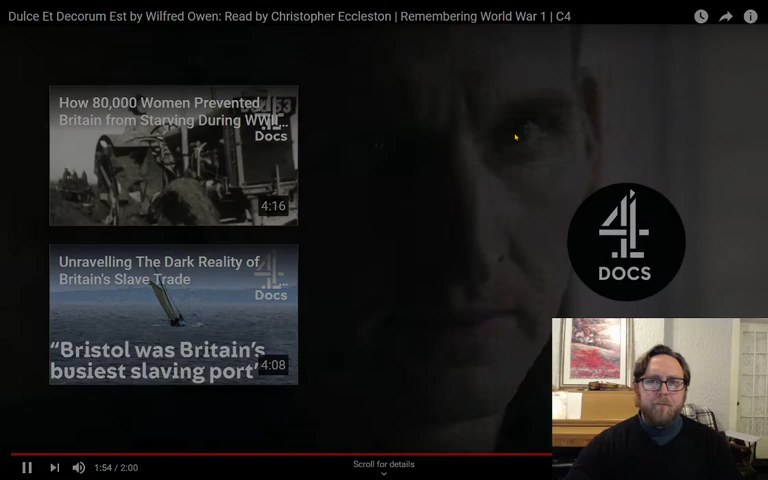 Dulce Et Decorum Est by Wilfred Owen: Read by Christopher Eccleston | Remembering World War 1 | C4
How 80,000 Women Prevented
Britain from Starving During WWII...
Docs
4:16
4
DOCS
Unravelling The Dark Reality of
Britain's Slave Trade
Docs
“Bristol was Britain’s
busiest slaving port”
4:08
1:54 / 2:00
Scroll for details